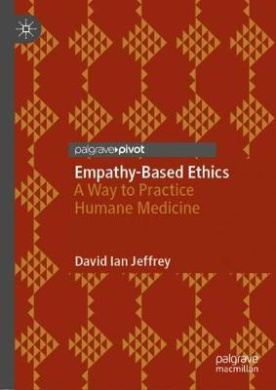 palgrave▸pivot
Empathy-Based Ethics
A Way to Practice
Humane Medicine
David Ian Jeffrey
palgrave
macmillan